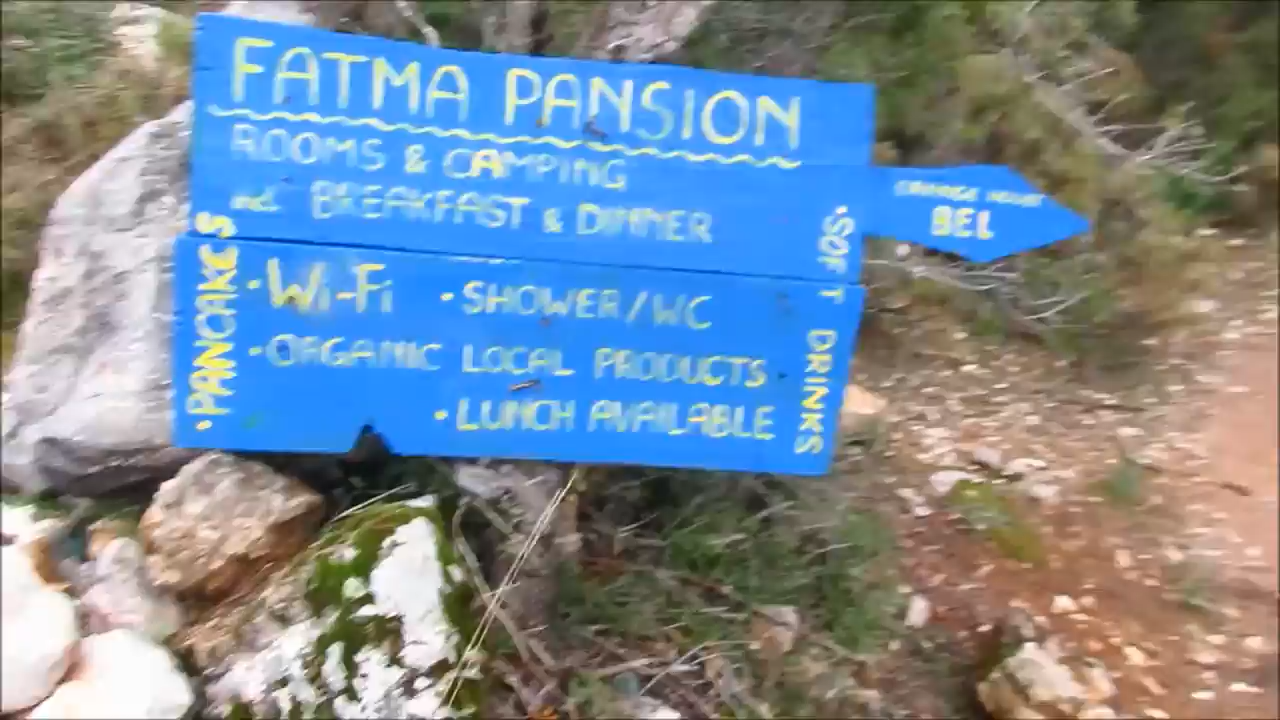 FATMA PANSION
ROOMS & CAMPING
incl. BREAKFAST & DINNER
• PANCAKES
• Wi-Fi • SHOWER/WC
• ORGANIC LOCAL PRODUCTS
• LUNCH AVAILABLE
• SOFT DRINKS
BEL